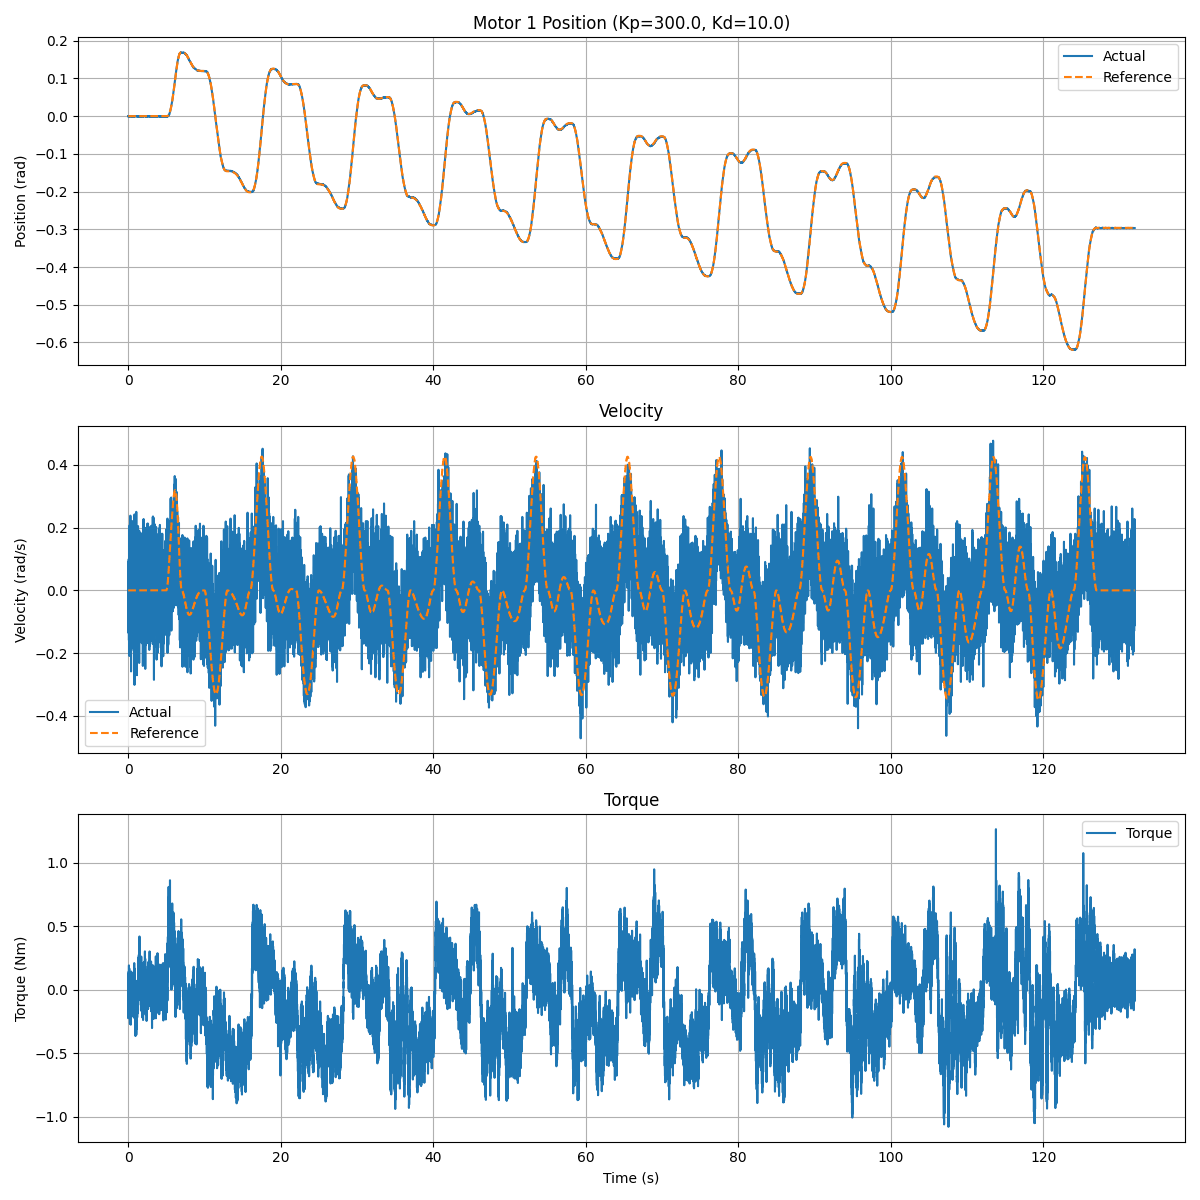 Motor 1 Position (Kp=300.0, Kd=10.0)
0.2
0.1
0.0
−0.1
−0.2
−0.3
−0.4
−0.5
−0.6
Position (rad)
Actual
Reference
0 20 40 60 80 100 120
Velocity
0.4
0.2
0.0
−0.2
−0.4
Velocity (rad/s)
Actual
Reference
0 20 40 60 80 100 120
Torque
1.0
0.5
0.0
−0.5
−1.0
Torque (Nm)
Torque
0 20 40 60 80 100 120
Time (s)